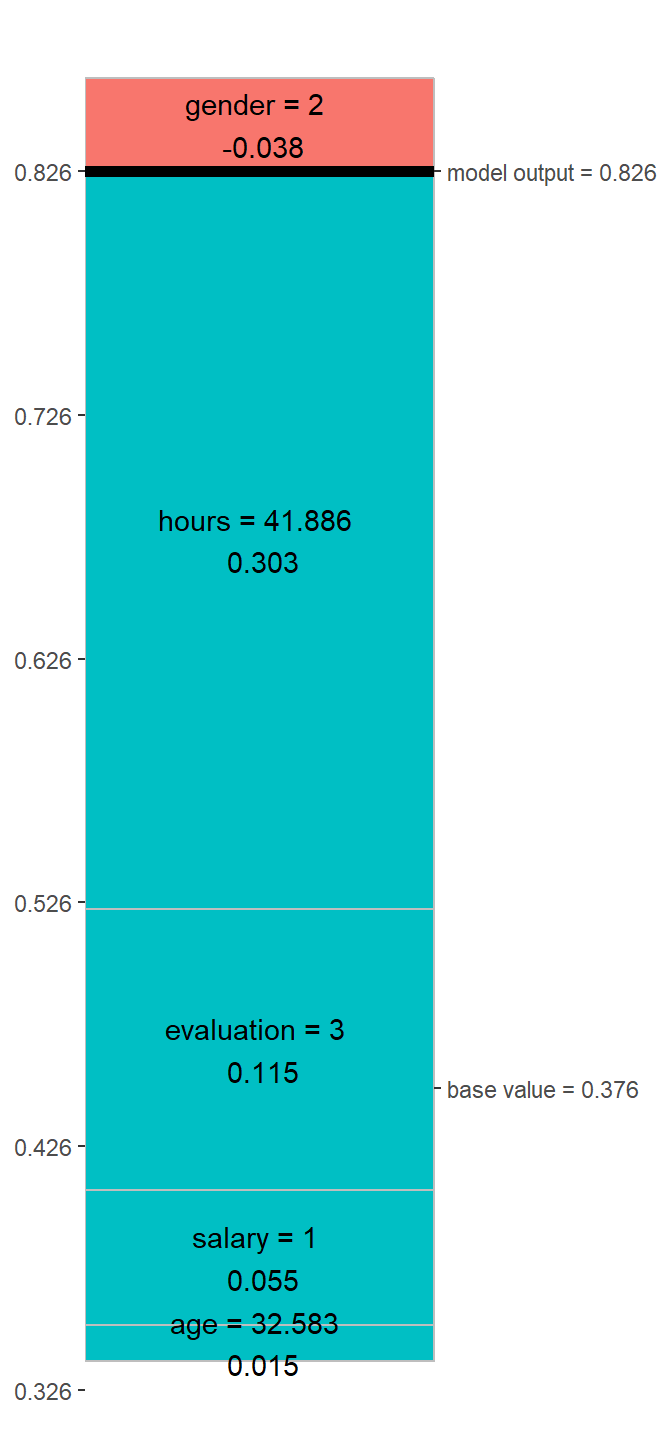 gender = 2
-0.038
0.826
model output = 0.826
0.726
hours = 41.886
0.303
0.626
0.526
evaluation = 3
0.115
base value = 0.376
0.426
salary = 1
0.055
age = 32.583
0.015
0.326